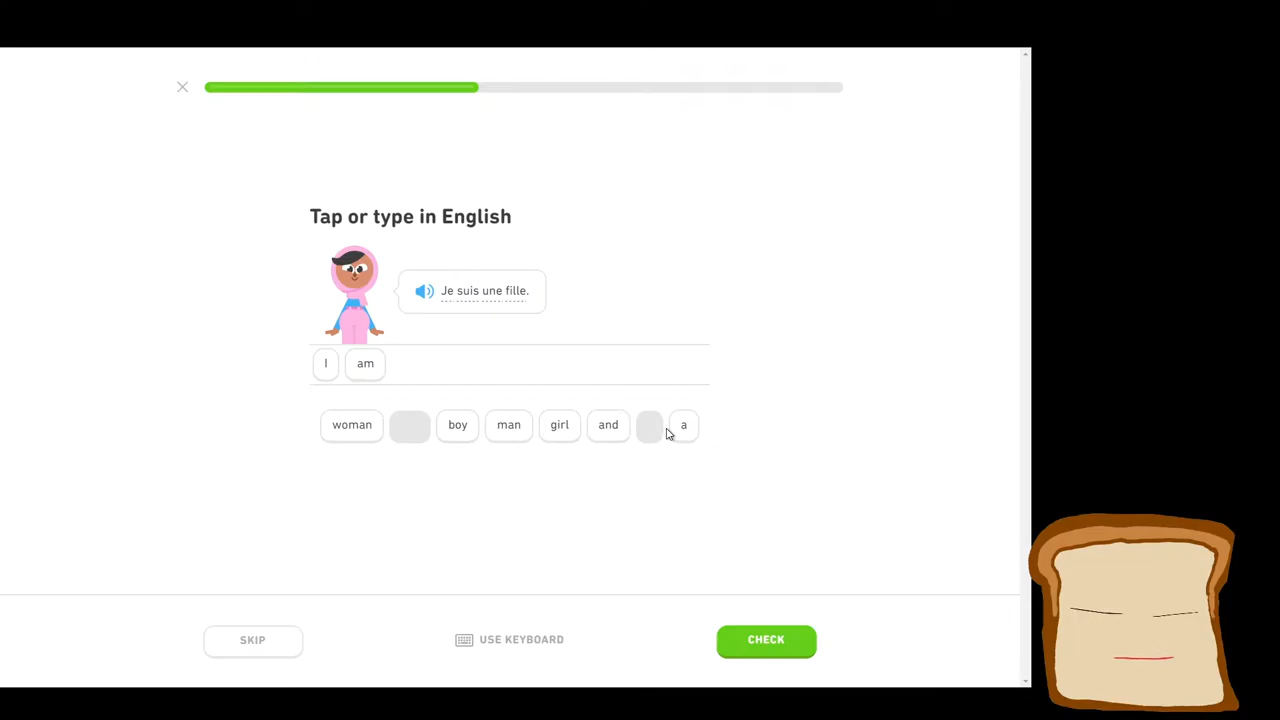 Tap or type in English
Je suis une fille.
I am
woman boy man girl and a
SKIP USE KEYBOARD CHECK